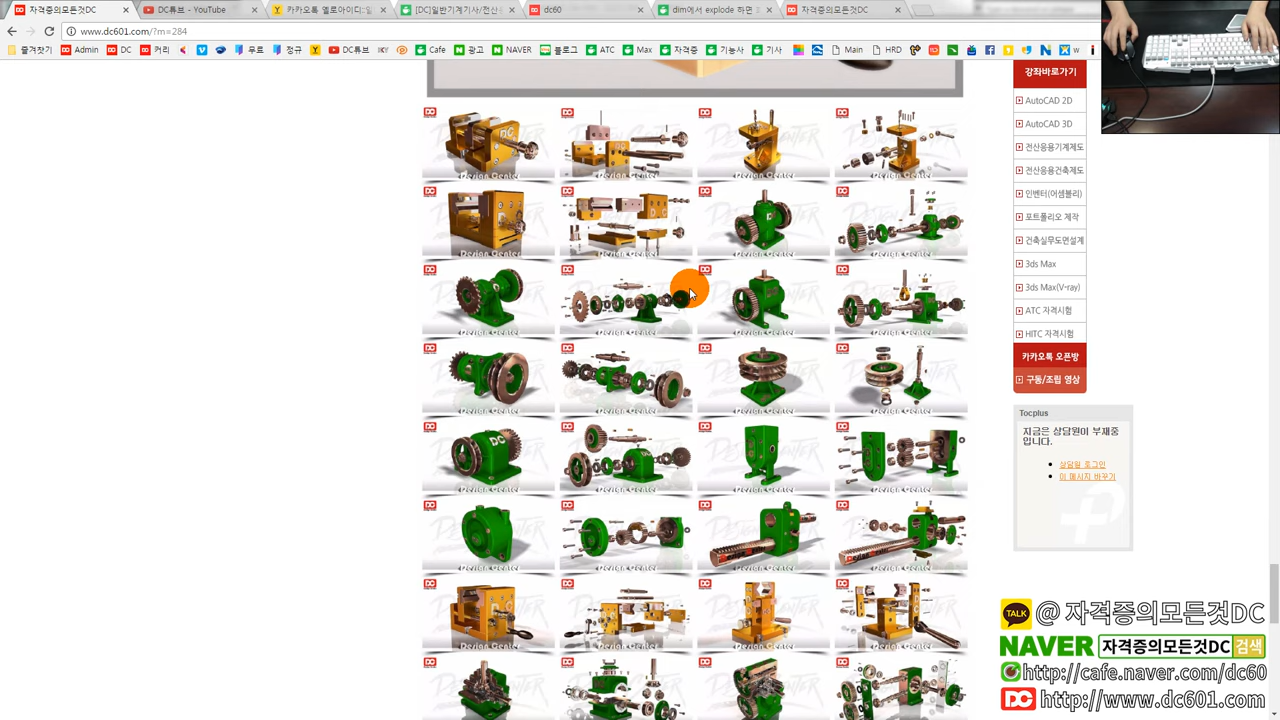 자격증의모든것DC
DC튜브 - YouTube
카카오톡 옐로아이디::일
[DC]일반기계기사/전산응
dc60
dim에서 explode 하면 크
자격증의모든것DC
www.dc601.com/?m=284
즐겨찾기
Admin
DC
커리
무료
정규
DC튜브
Cafe
광고
NAVER
블로그
ATC
Max
자격증
기능사
기사
Main
HRD
w
강좌바로가기
AutoCAD 2D
AutoCAD 3D
전산응용기계제도
전산응용건축제도
인벤터(어셈블리)
포트폴리오 제작
건축실무도면설계
3ds Max
3ds Max(V-ray)
ATC 자격시험
HITC 자격시험
카카오톡 오픈방
구동/조립 영상
Tocplus
지금은 상담원이 부재중
입니다.
상담원 로그인
이 메시지 바꾸기
Design Center
TALK @ 자격증의모든것DC
NAVER 자격증의모든것DC 검색
http://cafe.naver.com/dc60
DC http://www.dc601.com